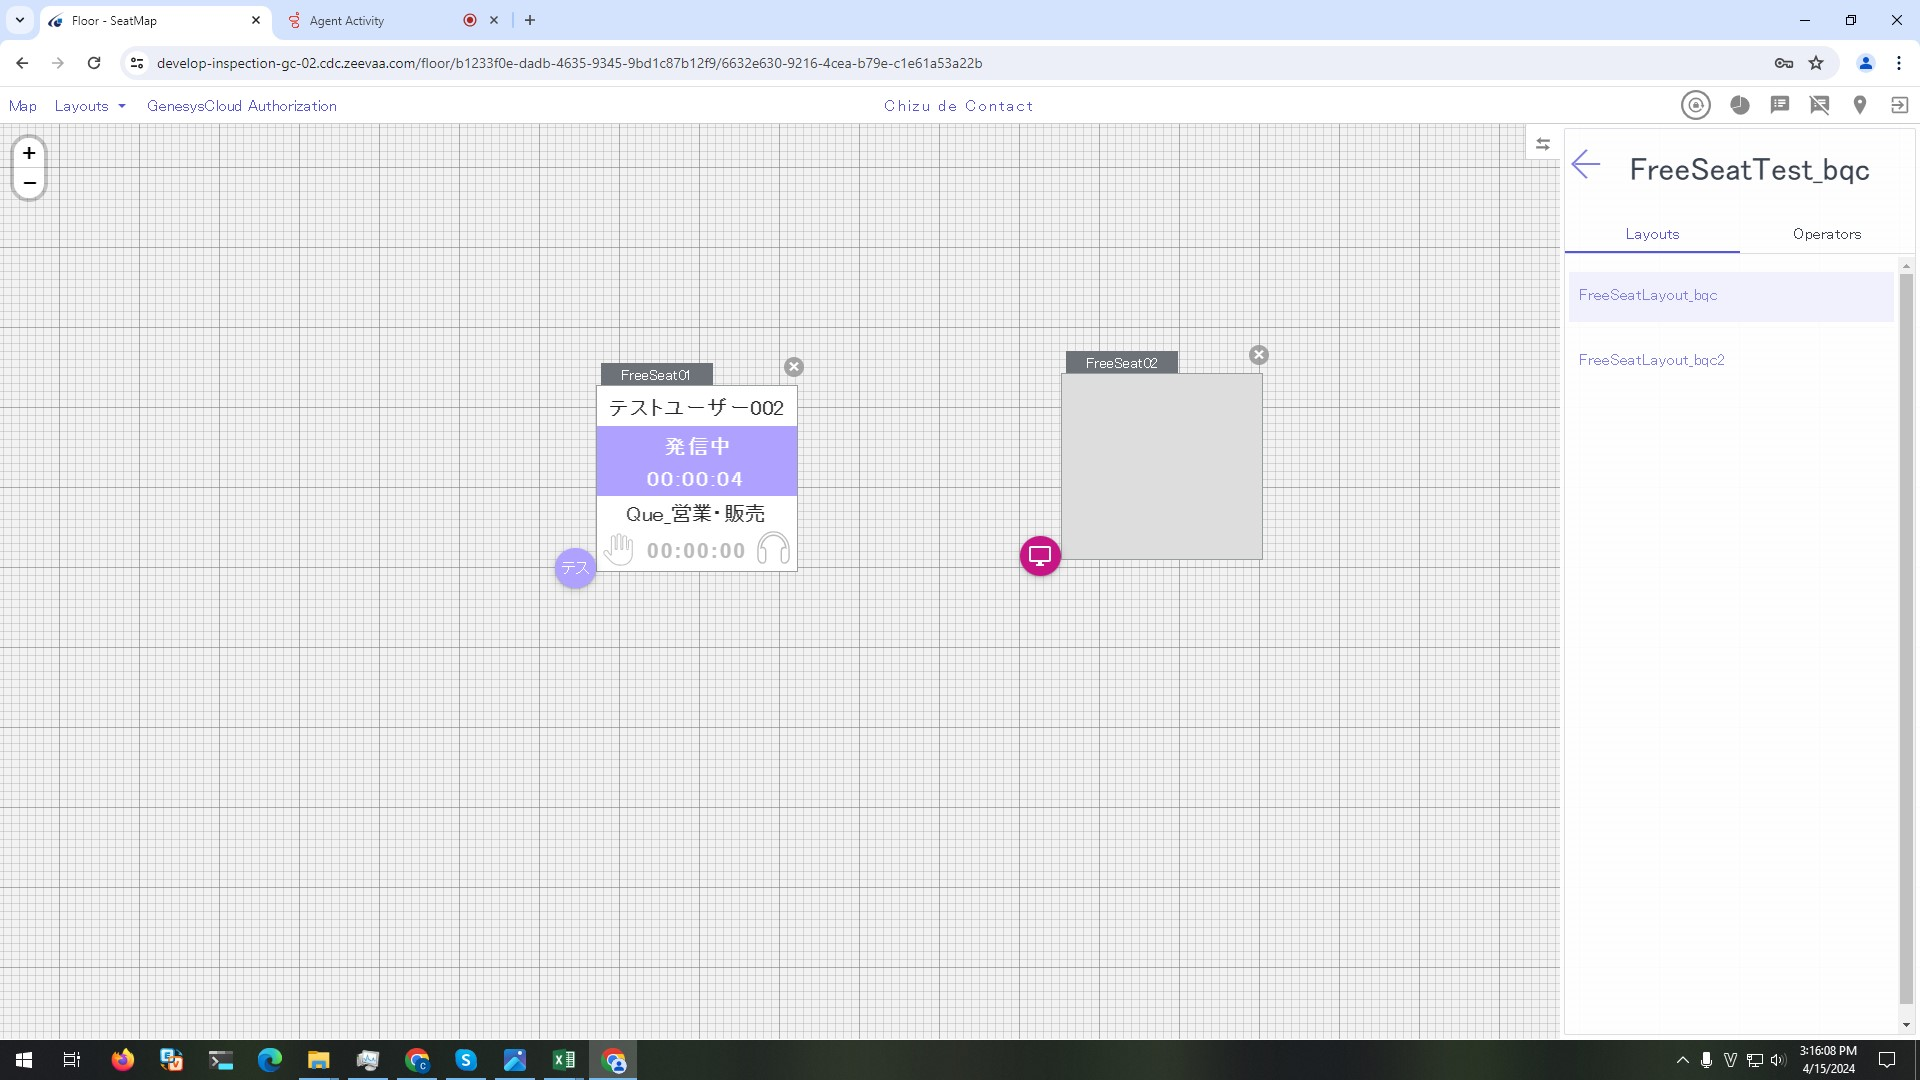 Floor - SeatMap
Agent Activity
develop-inspection-gc-02.cdc.zeevaa.com/floor/b1233f0e-dadb-4635-9345-9bd1c87b12f9/6632e630-9216-4cea-b79e-c1e61a53a22b
Map Layouts GenesysCloud Authorization Chizu de Contact
+
−
FreeSeatTest_bqc
Layouts Operators
FreeSeatLayout_bqc
FreeSeatLayout_bqc2
FreeSeat01
テストユーザー002
発信中
00:00:04
Que_営業・販売
00:00:00
テス
FreeSeat02
3:16:08 PM
4/15/2024